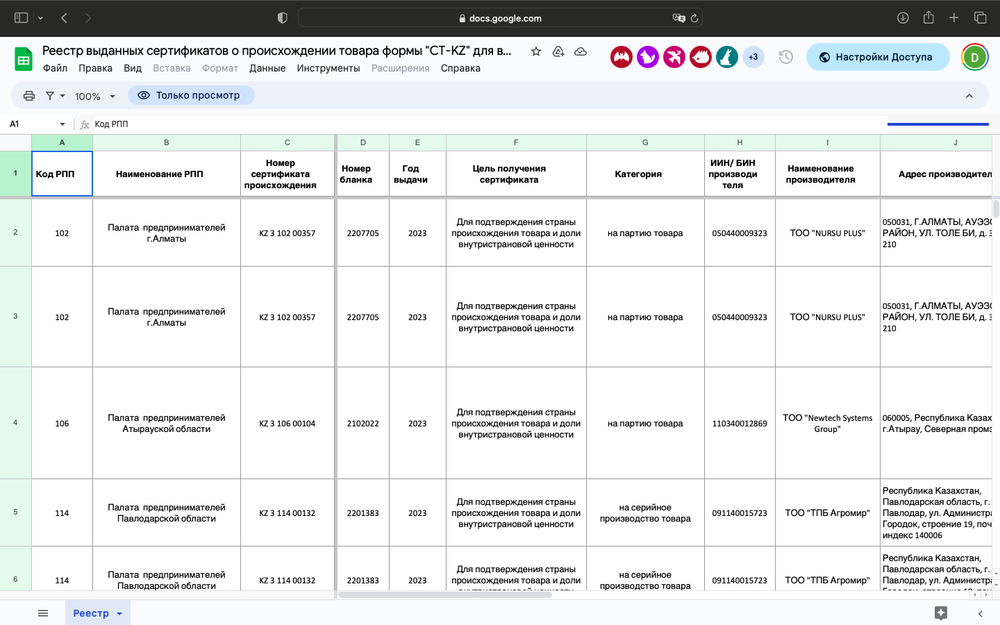 docs.google.com
Реестр выданных сертификатов о происхождении товара формы "СТ-KZ" для в...
Файл Правка Вид Вставка Формат Данные Инструменты Расширения Справка
+3
Настройки Доступа
D
100%
Только просмотр
A1
fx Код РПП
A B C D E F G H I J
1
Код РПП
Наименование РПП
Номер
сертификата
происхождения
Номер
бланка
Год
выдачи
Цель получения
сертификата
Категория
ИИН/ БИН
производи
теля
Наименование
производителя
Адрес производител
2
102
Палата предпринимателей
г.Алматы
KZ 3 102 00357
2207705
2023
Для подтверждения страны
происхождения товара и доли
внутристрановой ценности
на партию товара
050440009323
ТОО "NURSU PLUS"
050031, Г.АЛМАТЫ, АУЭЗО
РАЙОН, УЛ. ТОЛЕ БИ, д. 3
210
3
102
Палата предпринимателей
г.Алматы
KZ 3 102 00357
2207705
2023
Для подтверждения страны
происхождения товара и доли
внутристрановой ценности
на партию товара
050440009323
ТОО "NURSU PLUS"
050031, Г.АЛМАТЫ, АУЭЗО
РАЙОН, УЛ. ТОЛЕ БИ, д. 3
210
4
106
Палата предпринимателей
Атырауской области
KZ 3 106 00104
2102022
2023
Для подтверждения страны
происхождения товара и доли
внутристрановой ценности
на партию товара
110340012869
ТОО "Newtech Systems
Group"
060005, Республика Казах
г.Атырау, Северная промз
5
114
Палата предпринимателей
Павлодарской области
KZ 3 114 00132
2201383
2023
Для подтверждения страны
происхождения товара и доли
внутристрановой ценности
на серийное
производство товара
091140015723
ТОО "ТПБ Агромир"
Республика Казахстан,
Павлодарская область, г.
Павлодар, ул. Администра
Городок, строение 19, поч
индекс 140006
6
114
Палата предпринимателей
Павлодарской области
KZ 3 114 00132
2201383
2023
Для подтверждения страны
происхождения товара и доли
на серийное
производство товара
091140015723
ТОО "ТПБ Агромир"
Республика Казахстан,
Павлодарская область, г.
Павлодар, ул. Администра
Реестр